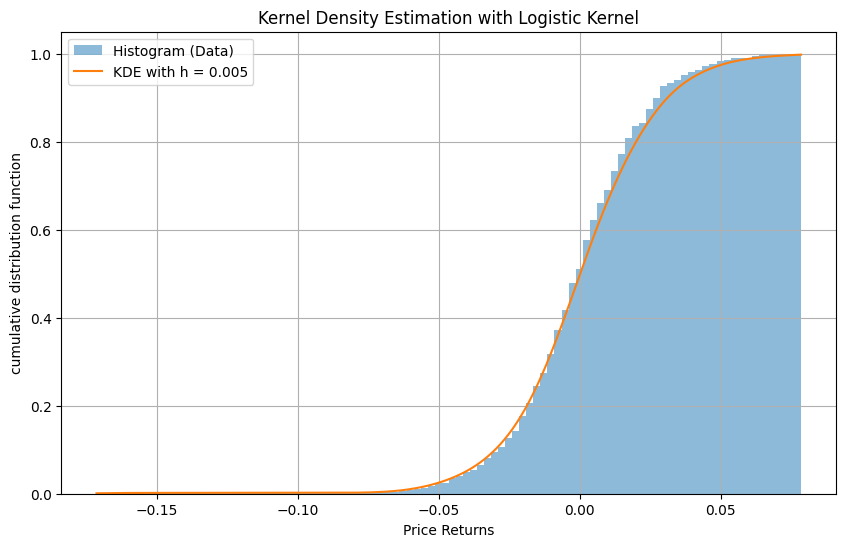 Kernel Density Estimation with Logistic Kernel
Histogram (Data)
KDE with h = 0.005
cumulative distribution function
1.0
0.8
0.6
0.4
0.2
0.0
−0.15
−0.10
−0.05
0.00
0.05
Price Returns